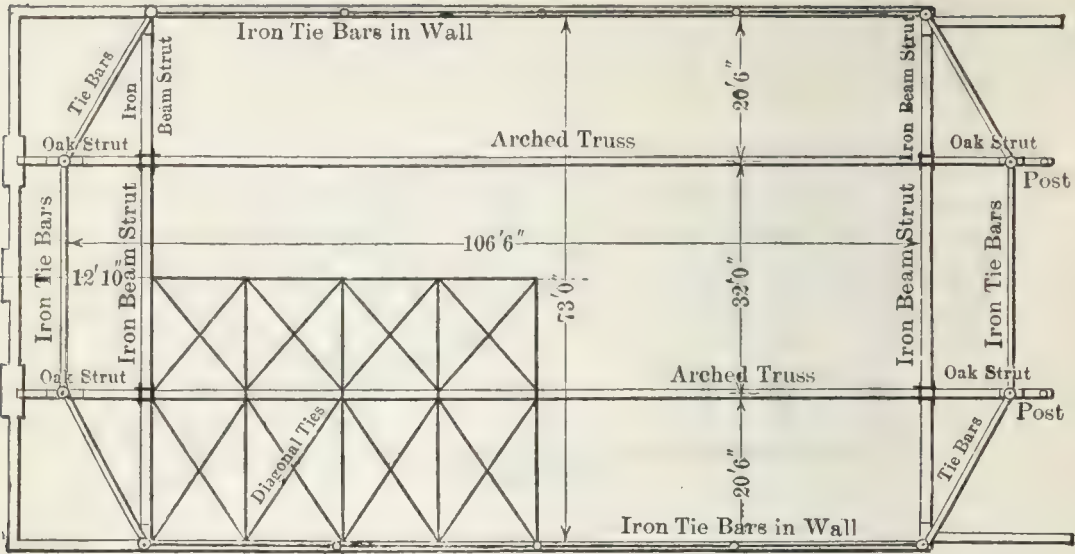 Iron Tie Bars in Wall
Tie Bars
Iron
Beam Strut
20'6"
Iron Beam Strut
Oak Strut
Arched Truss
Oak Strut
Post
Iron Tie Bars
12'10"
Iron Beam Strut
106'6"
73'0"
32'0"
Iron Beam Strut
Iron Tie Bars
Oak Strut
Arched Truss
Oak Strut
Post
Diagonal Ties
20'6"
Tie Bars
Iron Tie Bars in Wall